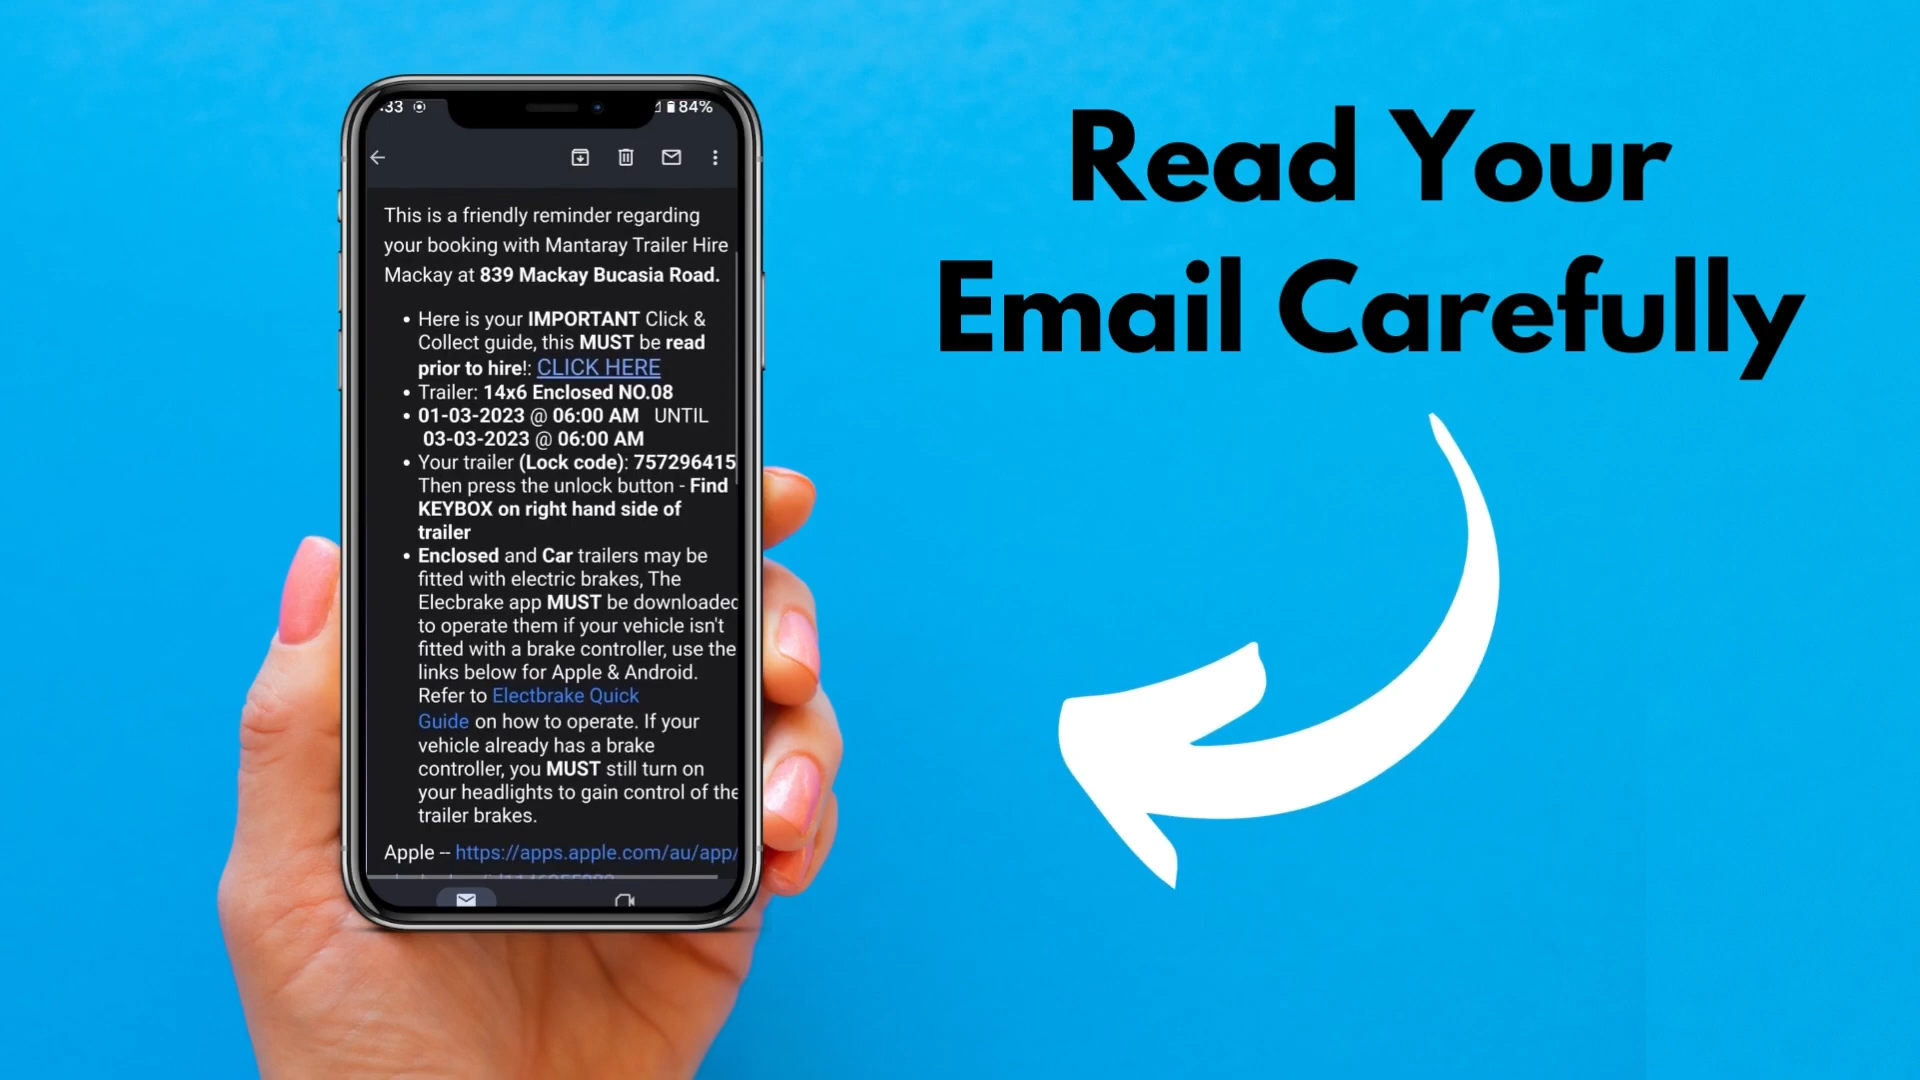 .33 84%
This is a friendly reminder regarding
your booking with Mantaray Trailer Hire
Mackay at 839 Mackay Bucasia Road.
• Here is your IMPORTANT Click &
Collect guide, this MUST be read
prior to hire!: CLICK HERE
• Trailer: 14x6 Enclosed NO.08
• 01-03-2023 @ 06:00 AM UNTIL
03-03-2023 @ 06:00 AM
• Your trailer (Lock code): 757296415
Then press the unlock button - Find
KEYBOX on right hand side of
trailer
• Enclosed and Car trailers may be
fitted with electric brakes, The
Elecbrake app MUST be downloaded
to operate them if your vehicle isn't
fitted with a brake controller, use the
links below for Apple & Android.
Refer to Electbrake Quick
Guide on how to operate. If your
vehicle already has a brake
controller, you MUST still turn on
your headlights to gain control of the
trailer brakes.
Apple -- https://apps.apple.com/au/app/
Read Your
Email Carefully